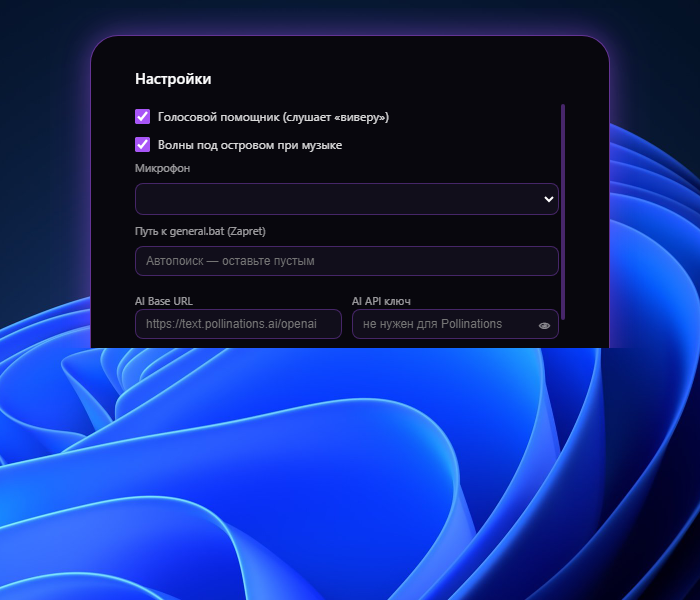 Настройки
Голосовой помощник (слушает «виверу»)
Волны под островом при музыке
Микрофон
Путь к general.bat (Zapret)
Автопоиск — оставьте пустым
AI Base URL
AI API ключ
https://text.pollinations.ai/openai
не нужен для Pollinations